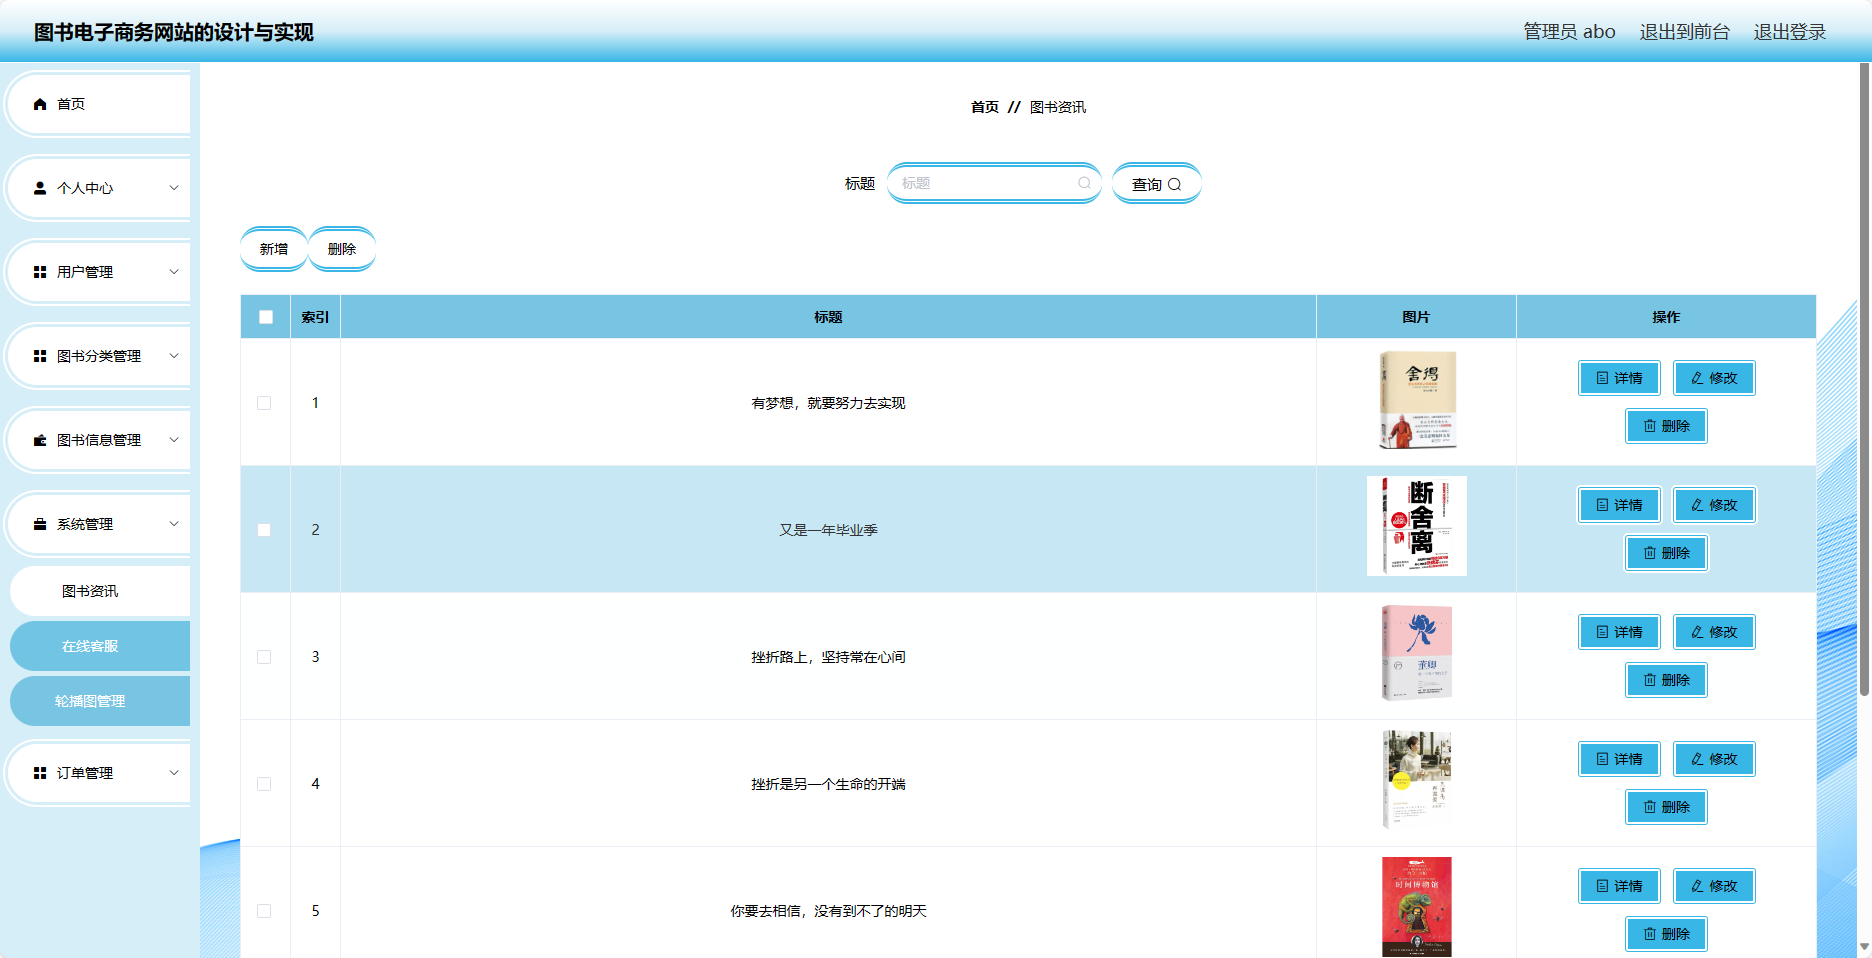 图书电子商务网站的设计与实现
管理员 abo 退出到前台 退出登录
首页
个人中心
用户管理
图书分类管理
图书信息管理
系统管理
图书资讯
在线客服
轮播图管理
订单管理
首页 // 图书资讯
标题 标题 查询
新增 删除
索引 标题 图片 操作
1 有梦想，就要努力去实现 舍得 详情 修改
删除
2 又是一年毕业季 断舍离 详情 修改
删除
3 挫折路上，坚持常在心间 董卿 详情 修改
删除
4 挫折是另一个生命的开端 详情 修改
删除
5 你要去相信，没有到不了的明天 时间博物馆 详情 修改
删除